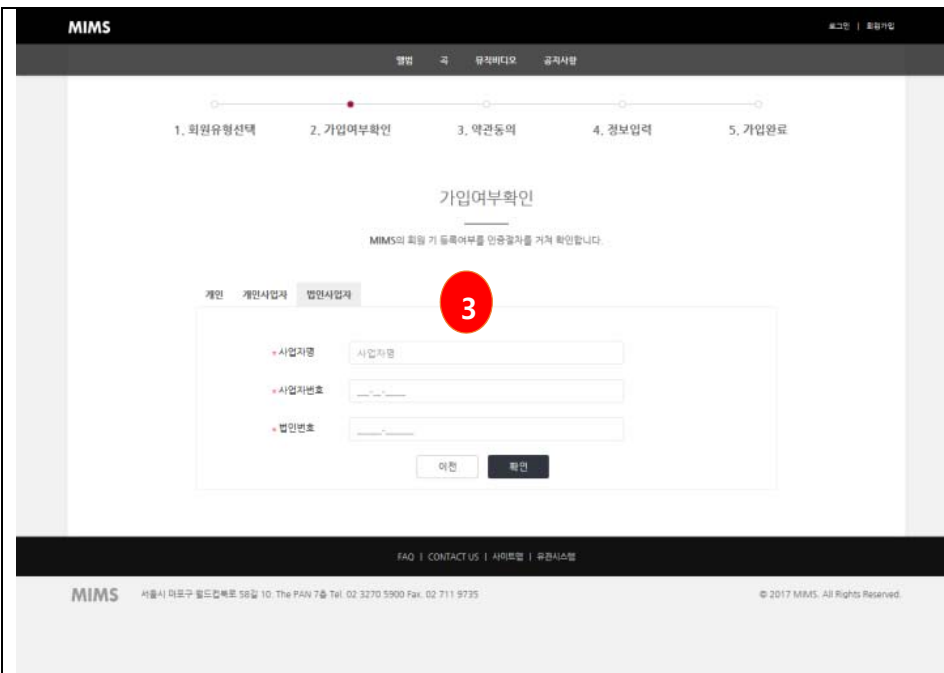 MIMS
로그인 | 회원가입
앨범 곡 뮤직비디오 공지사항
1. 회원유형선택 2. 가입여부확인 3. 약관동의 4. 정보입력 5. 가입완료
가입여부확인
MIMS의 회원 기 등록여부를 인증절차를 거쳐 확인합니다.
개인 개인사업자 법인사업자
3
*사업자명 사업자명
*사업자번호 ___-__-_____
*법인번호 ______-_______
이전 확인
FAQ | CONTACT US | 사이트맵 | 유관시스템
MIMS 서울시 마포구 월드컵북로 58길 10. The PAN 7층 Tel. 02 3270 5900 Fax. 02 711 9735 © 2017 MIMS. All Rights Reserved.